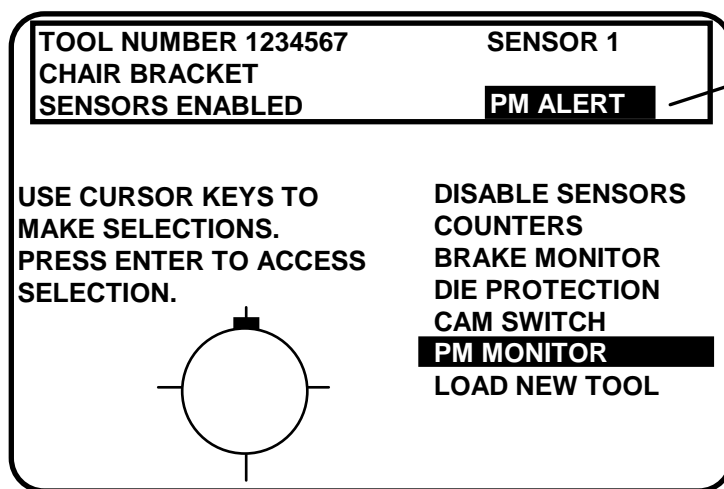 TOOL NUMBER 1234567 SENSOR 1
CHAIR BRACKET
SENSORS ENABLED PM ALERT
USE CURSOR KEYS TO
MAKE SELECTIONS.
PRESS ENTER TO ACCESS
SELECTION.
DISABLE SENSORS
COUNTERS
BRAKE MONITOR
DIE PROTECTION
CAM SWITCH
PM MONITOR
LOAD NEW TOOL